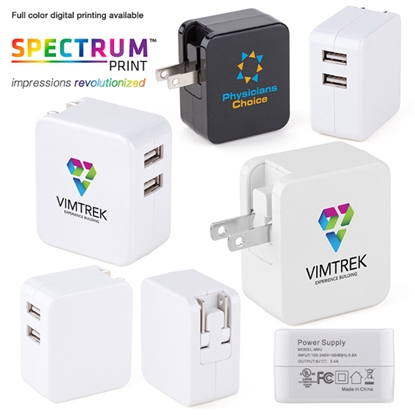 Full color digital printing available
SPECTRUM™
PRINT
impressions revolutionized
Physicians
Choice
VIMTREK
EXPERIENCE BUILDING
VIMTREK
EXPERIENCE BUILDING
Power Supply
Made in China